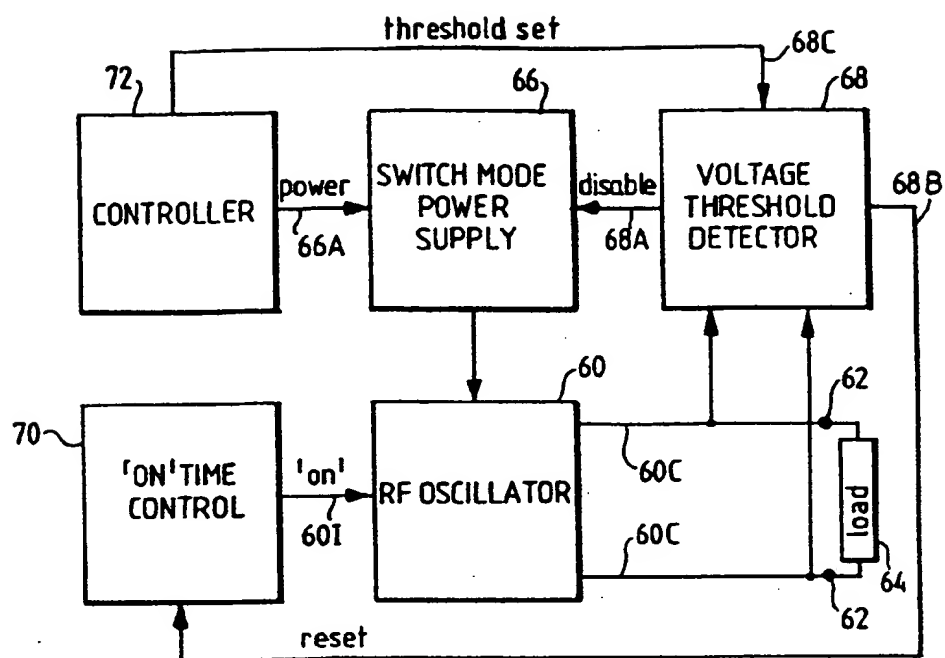 threshold set
68C
72
66
68
CONTROLLER
power
66A
SWITCH MODE
POWER
SUPPLY
disable
68A
VOLTAGE
THRESHOLD
DETECTOR
68B
60
62
70
'ON' TIME
CONTROL
'on'
60I
RF OSCILLATOR
60C
load
60C
64
62
reset